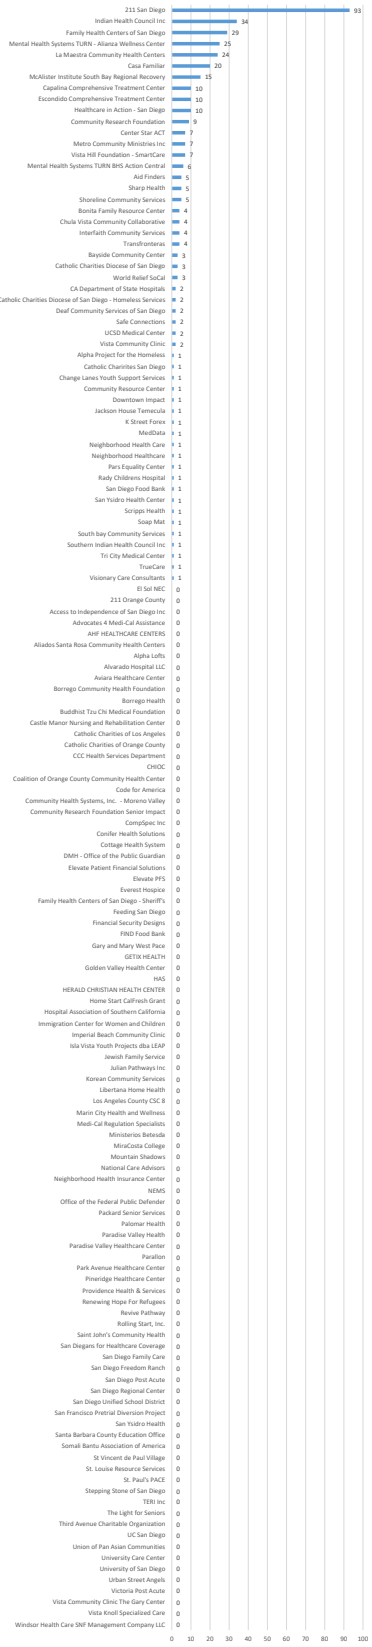 211 San Diego 93
Indian Health Council Inc 34
Family Health Centers of San Diego 29
Mental Health Systems TURN - Alianza Wellness Center 25
La Maestra Community Health Centers 24
Casa Familiar 20
McAlister Institute South Bay Regional Recovery 15
Capalina Comprehensive Treatment Center 10
Escondido Comprehensive Treatment Center 10
Healthcare in Action - San Diego 10
Community Research Foundation 9
Center Star ACT 7
Metro Community Ministries Inc 7
Vista Hill Foundation - SmartCare 7
Mental Health Systems TURN BHS Action Central 6
Aid Finders 5
Sharp Health 5
Shoreline Community Services 5
Bonita Family Resource Center 4
Chula Vista Community Collaborative 4
Interfaith Community Services 4
Transfronteras 4
Bayside Community Center 3
Catholic Charities Diocese of San Diego 3
World Relief SoCal 3
CA Department of State Hospitals 2
Catholic Charities Diocese of San Diego - Homeless Services 2
Deaf Community Services of San Diego 2
Safe Connections 2
UCSD Medical Center 2
Vista Community Clinic 2
Alpha Project for the Homeless 1
Catholic Charirites San Diego 1
Change Lanes Youth Support Services 1
Community Resource Center 1
Downtown Impact 1
Jackson House Temecula 1
K Street Forex 1
MedData 1
Neighborhood Health Care 1
Neighborhood Healthcare 1
Pars Equality Center 1
Rady Childrens Hospital 1
San Diego Food Bank 1
San Ysidro Health Center 1
Scripps Health 1
Soap Mat 1
South bay Community Services 1
Southern Indian Health Council Inc 1
Tri City Medical Center 1
TrueCare 1
Visionary Care Consultants 1
El Sol NEC 0
211 Orange County 0
Access to Independence of San Diego Inc 0
Advocates 4 Medi-Cal Assistance 0
AHF HEALTHCARE CENTERS 0
Aliados Santa Rosa Community Health Centers 0
Alpha Lofts 0
Alvarado Hospital LLC 0
Aviara Healthcare Center 0
Borrego Community Health Foundation 0
Borrego Health 0
Buddhist Tzu Chi Medical Foundation 0
Castle Manor Nursing and Rehabilitation Center 0
Catholic Charities of Los Angeles 0
Catholic Charities of Orange County 0
CCC Health Services Department 0
CHIOC 0
Coalition of Orange County Community Health Center 0
Code for America 0
Community Health Systems, Inc. - Moreno Valley 0
Community Research Foundation Senior Impact 0
CompSpec Inc 0
Conifer Health Solutions 0
Cottage Health System 0
DMH - Office of the Public Guardian 0
Elevate Patient Financial Solutions 0
Elevate PFS 0
Everest Hospice 0
Family Health Centers of San Diego - Sheriff's 0
Feeding San Diego 0
Financial Security Designs 0
FIND Food Bank 0
Gary and Mary West Pace 0
GETIX HEALTH 0
Golden Valley Health Center 0
HAS 0
HERALD CHRISTIAN HEALTH CENTER 0
Home Start CalFresh Grant 0
Hospital Association of Southern California 0
Immigration Center for Women and Children 0
Imperial Beach Community Clinic 0
Isla Vista Youth Projects dba LEAP 0
Jewish Family Service 0
Julian Pathways Inc 0
Korean Community Services 0
Libertana Home Health 0
Los Angeles County CSC 8 0
Marin City Health and Wellness 0
Medi-Cal Regulation Specialists 0
Ministerios Betesda 0
MiraCosta College 0
Mountain Shadows 0
National Care Advisors 0
Neighborhood Health Insurance Center 0
NEMS 0
Office of the Federal Public Defender 0
Packard Senior Services 0
Palomar Health 0
Paradise Valley Health 0
Paradise Valley Healthcare Center 0
Parallon 0
Park Avenue Healthcare Center 0
Pineridge Healthcare Center 0
Providence Health & Services 0
Renewing Hope For Refugees 0
Revive Pathway 0
Rolling Start, Inc. 0
Saint John's Community Health 0
San Diegans for Healthcare Coverage 0
San Diego Family Care 0
San Diego Freedom Ranch 0
San Diego Post Acute 0
San Diego Regional Center 0
San Diego Unified School District 0
San Francisco Pretrial Diversion Project 0
San Ysidro Health 0
Santa Barbara County Education Office 0
Somali Bantu Association of America 0
St Vincent de Paul Village 0
St. Louise Resource Services 0
St. Paul's PACE 0
Stepping Stone of San Diego 0
TERI Inc 0
The Light for Seniors 0
Third Avenue Charitable Organization 0
UC San Diego 0
Union of Pan Asian Communities 0
University Care Center 0
University of San Diego 0
Urban Street Angels 0
Victoria Post Acute 0
Vista Community Clinic The Gary Center 0
Vista Knoll Specialized Care 0
Windsor Health Care SNF Management Company LLC 0
0 10 20 30 40 50 60 70 80 90 100